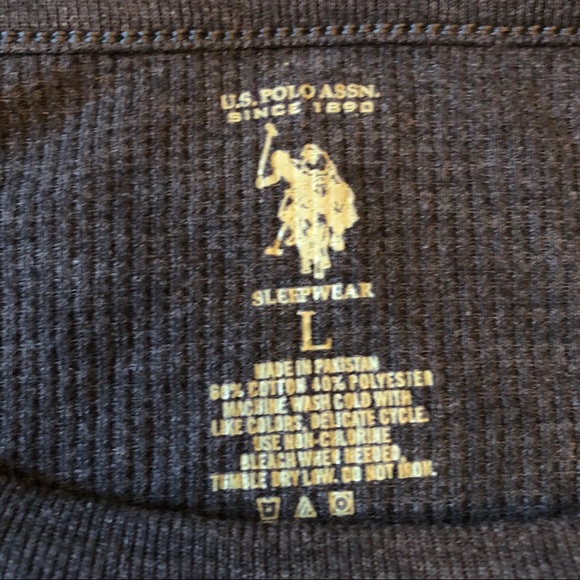 U.S. POLO ASSN.
SINCE 1890
SLEEPWEAR
L
MADE IN PAKISTAN
60% COTTON 40% POLYESTER
MACHINE WASH COLD WITH
LIKE COLORS, DELICATE CYCLE.
USE NON-CHLORINE
BLEACH WHEN NEEDED.
TUMBLE DRY LOW. DO NOT IRON.